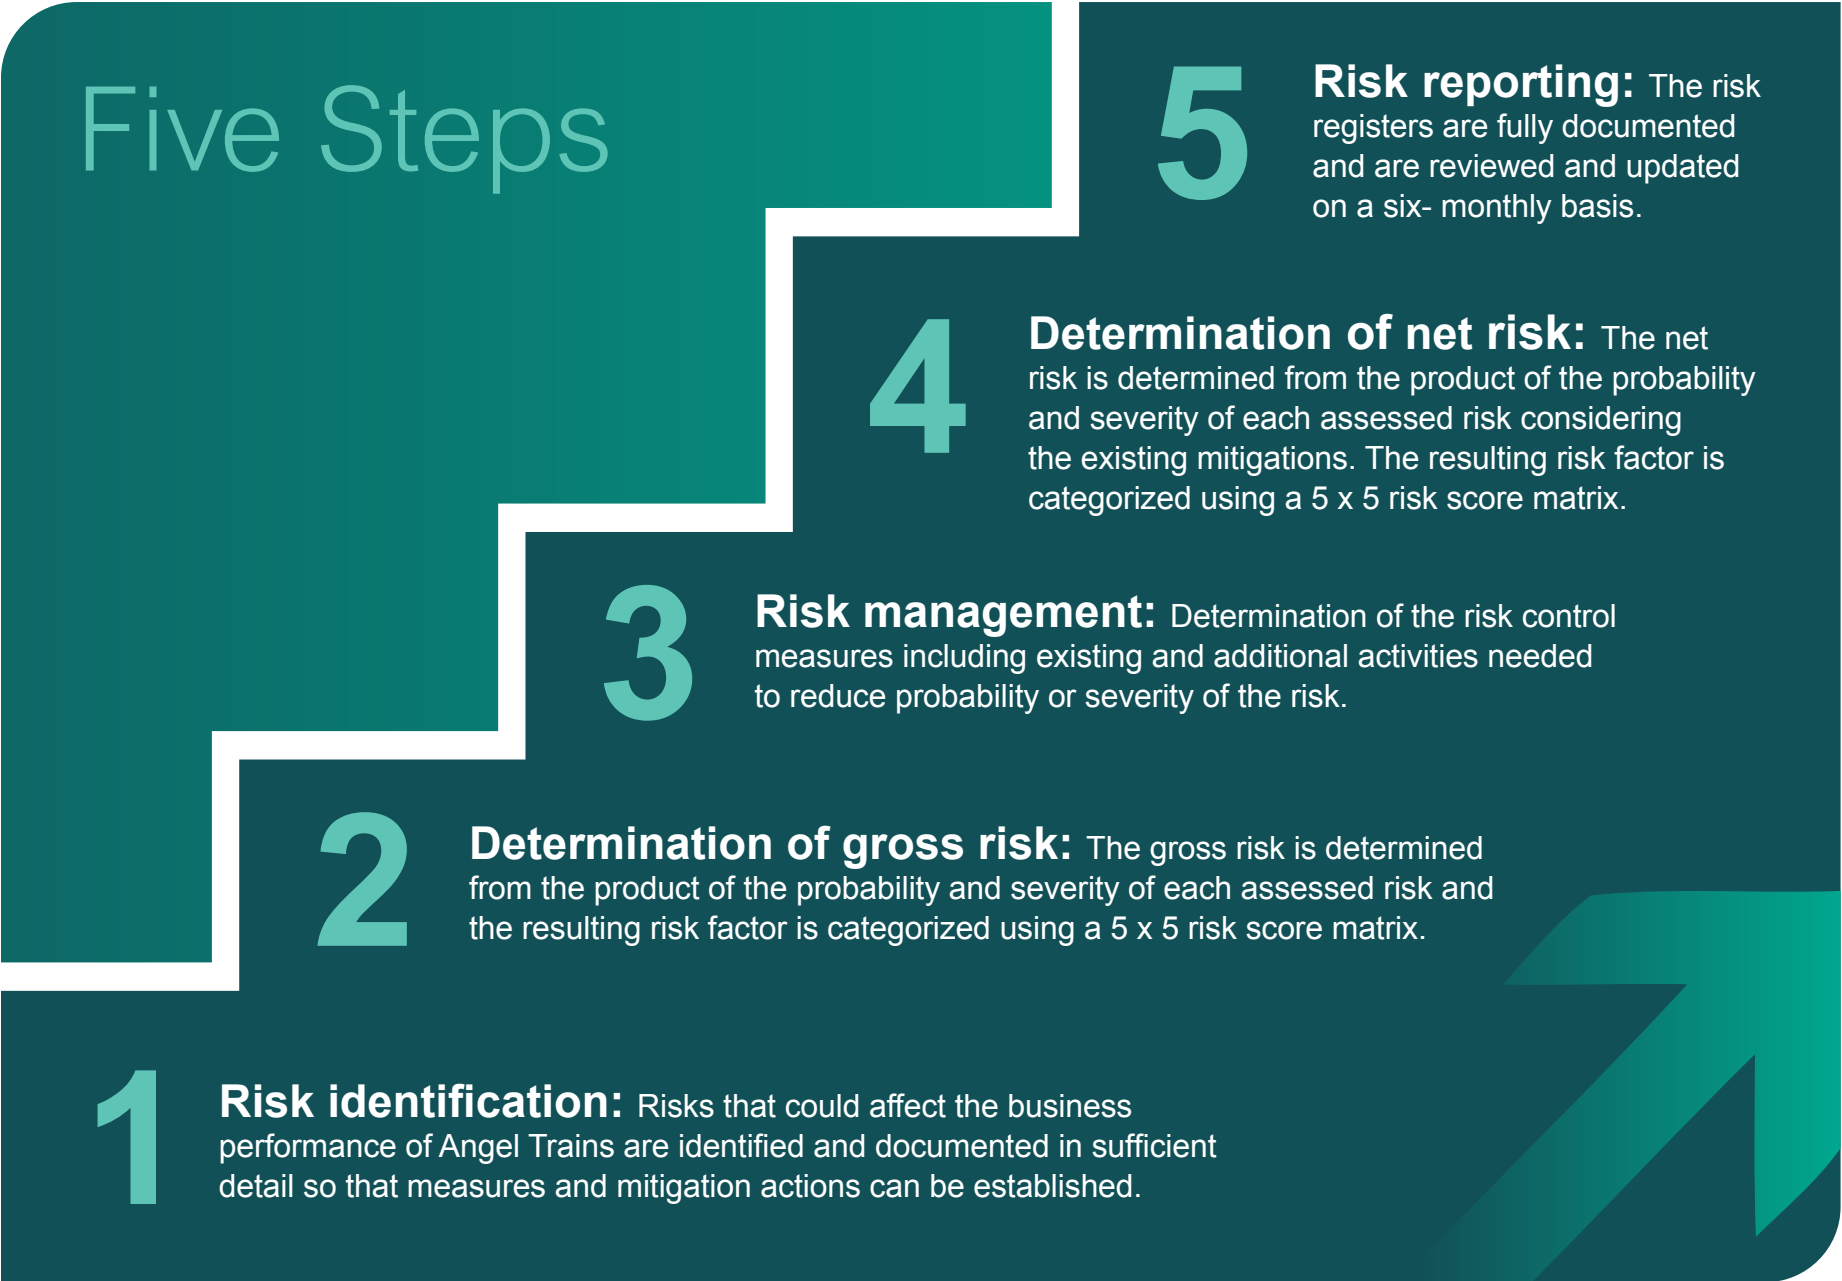 Five Steps
5
Risk reporting: The risk
registers are fully documented
and are reviewed and updated
on a six- monthly basis.
4
Determination of net risk: The net
risk is determined from the product of the probability
and severity of each assessed risk considering
the existing mitigations. The resulting risk factor is
categorized using a 5 x 5 risk score matrix.
3
Risk management: Determination of the risk control
measures including existing and additional activities needed
to reduce probability or severity of the risk.
2
Determination of gross risk: The gross risk is determined
from the product of the probability and severity of each assessed risk and
the resulting risk factor is categorized using a 5 x 5 risk score matrix.
1
Risk identification: Risks that could affect the business
performance of Angel Trains are identified and documented in sufficient
detail so that measures and mitigation actions can be established.